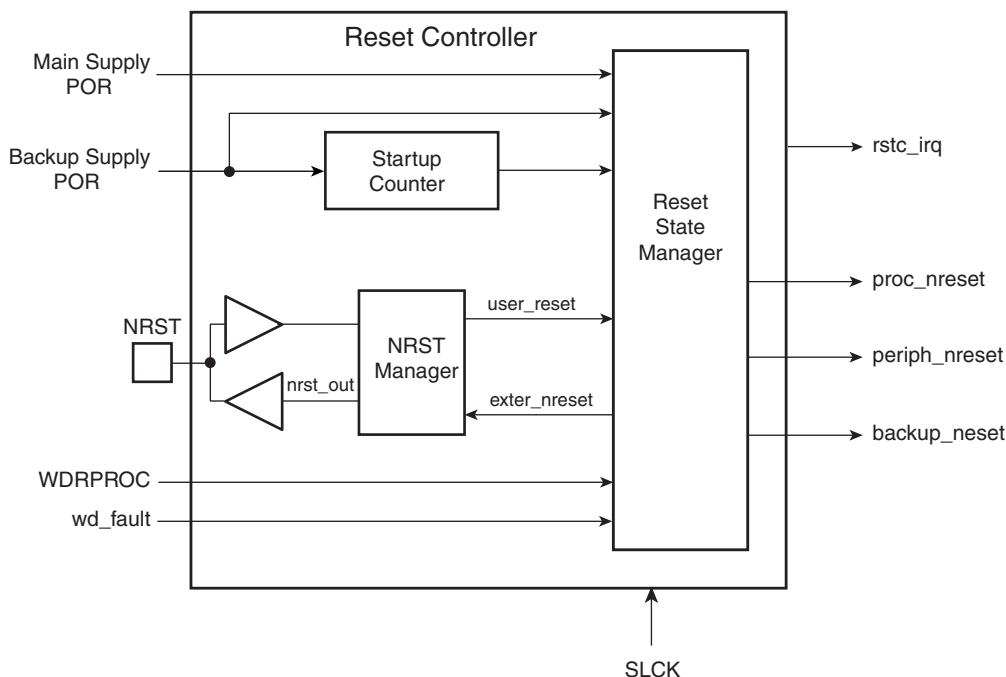 Reset Controller
Main Supply
POR
Backup Supply
POR
Startup
Counter
rstc_irq
Reset
State
Manager
proc_nreset
user_reset
NRST
NRST
Manager
periph_nreset
nrst_out
exter_nreset
backup_neset
WDRPROC
wd_fault
SLCK